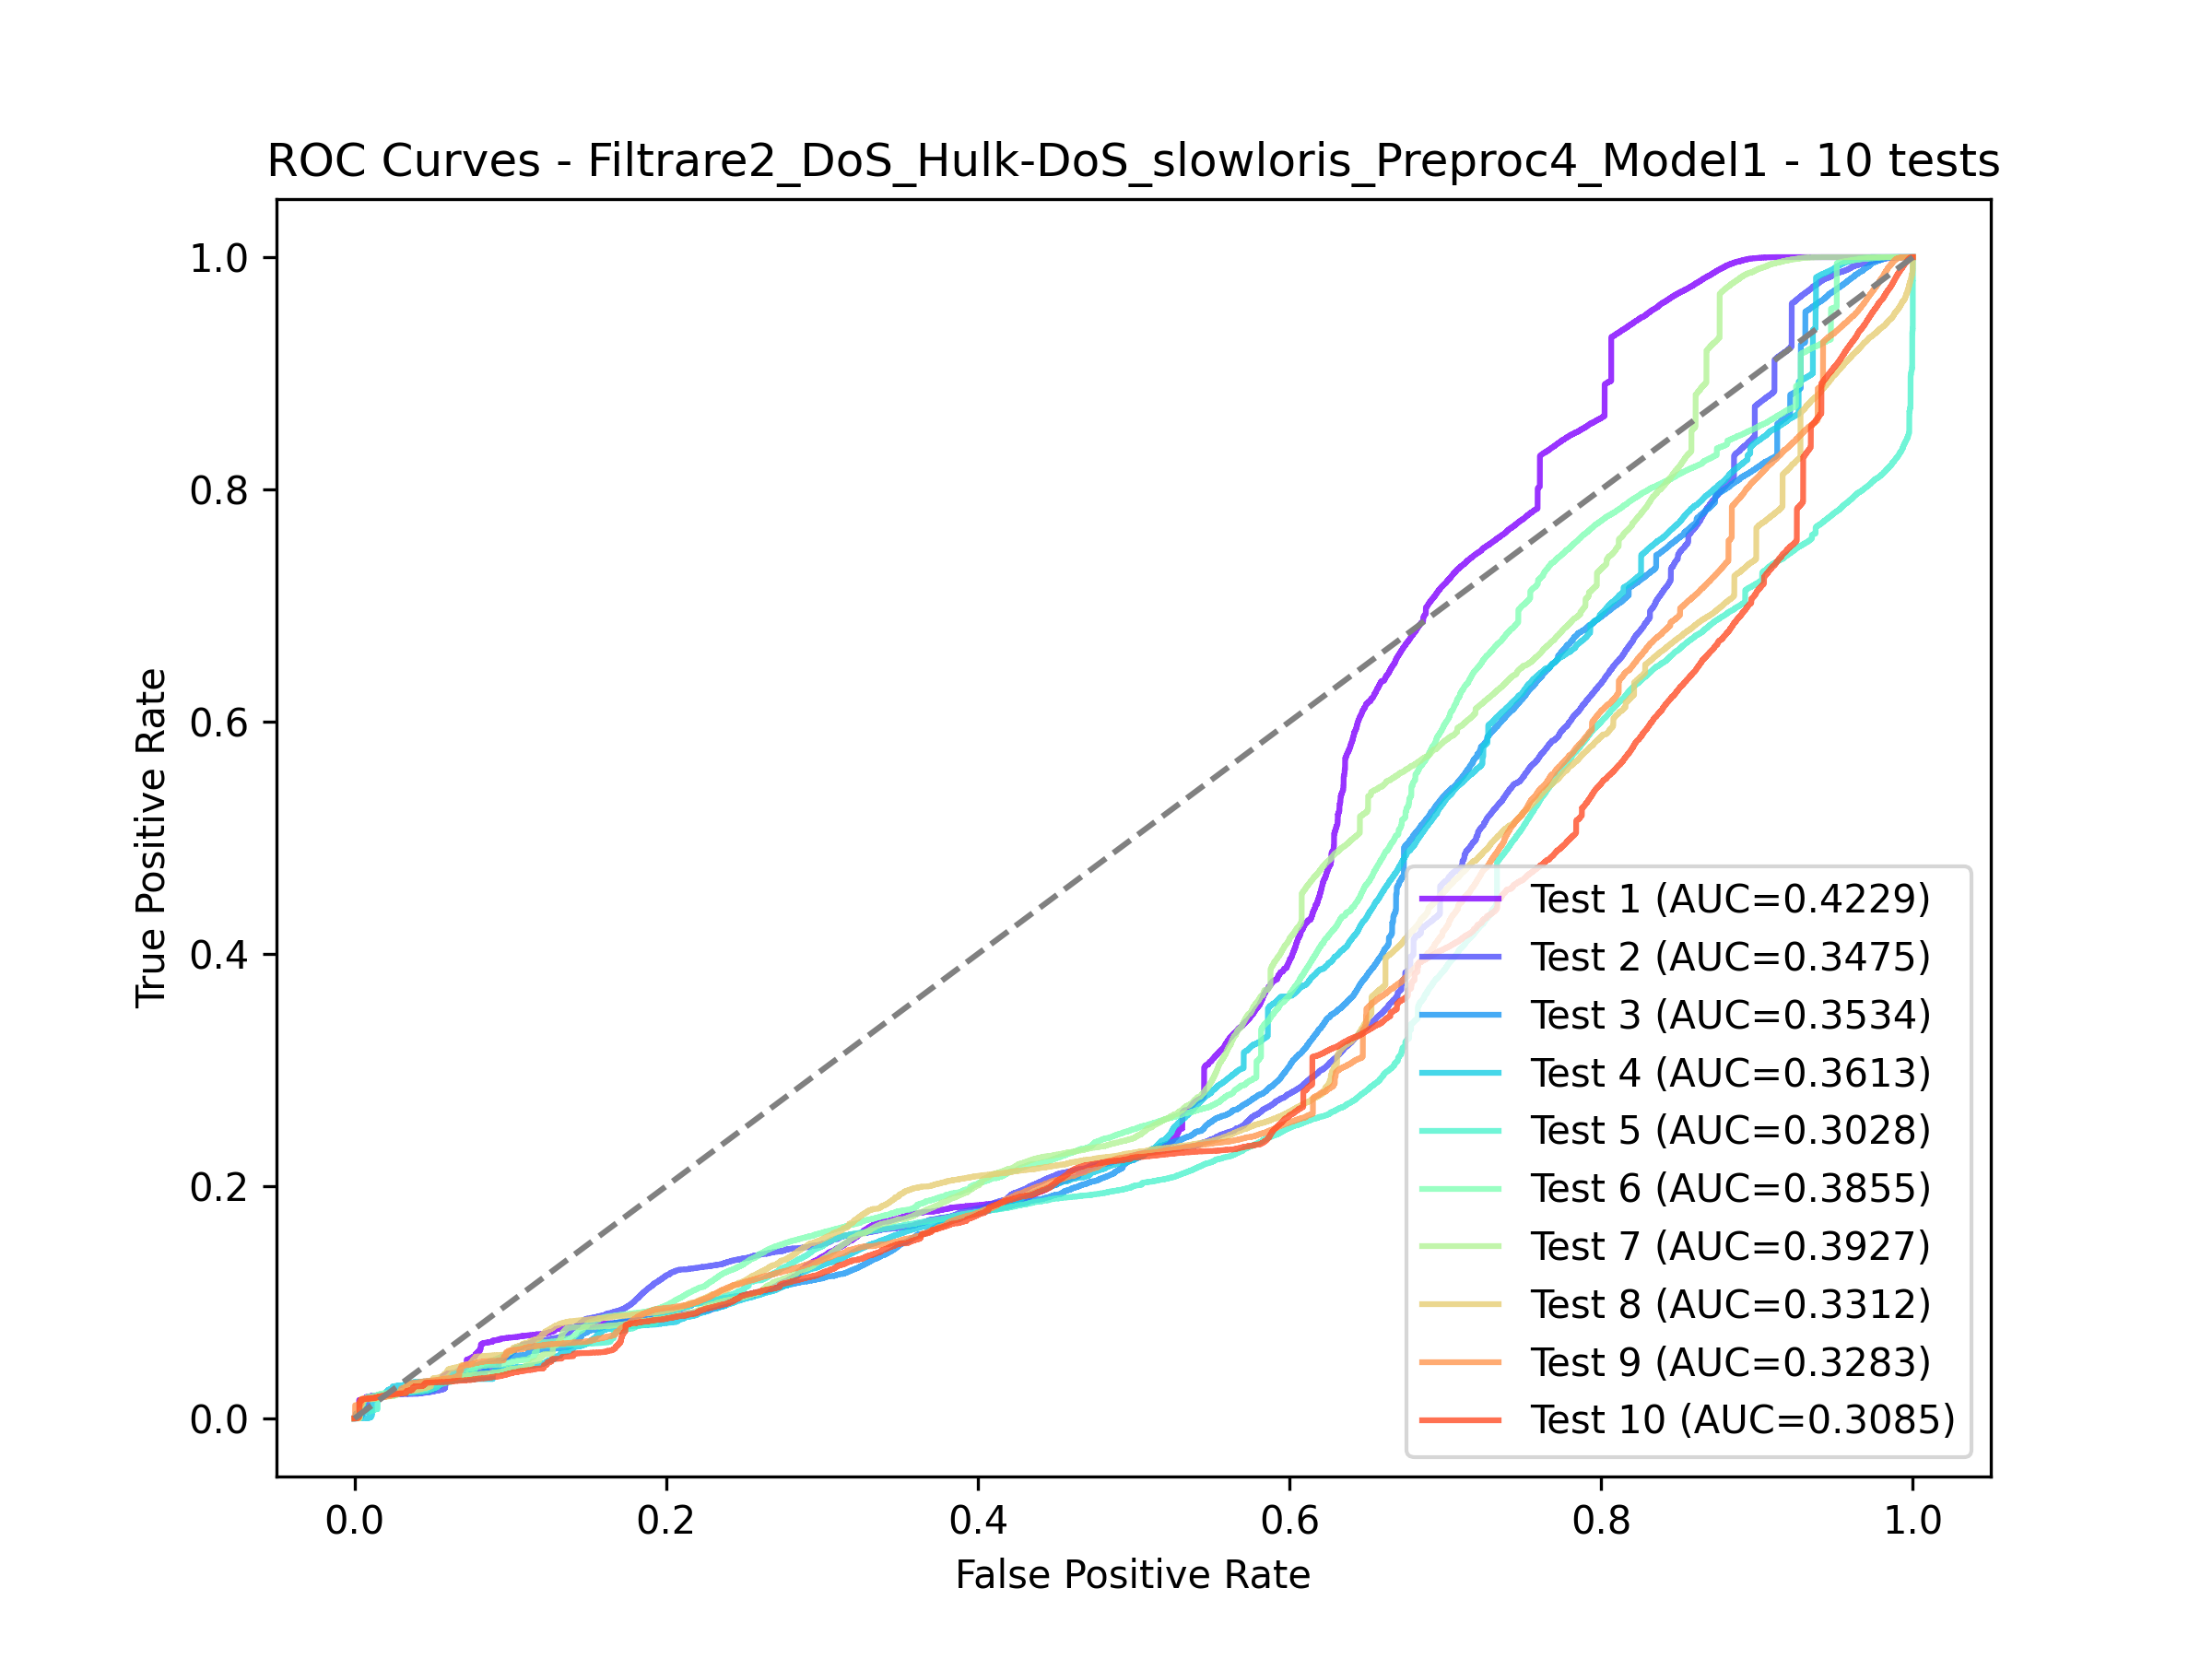 ROC Curves - Filtrare2_DoS_Hulk-DoS_slowloris_Preproc4_Model1 - 10 tests
True Positive Rate
1.0
0.8
0.6
0.4
0.2
0.0
Test 1 (AUC=0.4229)
Test 2 (AUC=0.3475)
Test 3 (AUC=0.3534)
Test 4 (AUC=0.3613)
Test 5 (AUC=0.3028)
Test 6 (AUC=0.3855)
Test 7 (AUC=0.3927)
Test 8 (AUC=0.3312)
Test 9 (AUC=0.3283)
Test 10 (AUC=0.3085)
0.0 0.2 0.4 0.6 0.8 1.0
False Positive Rate